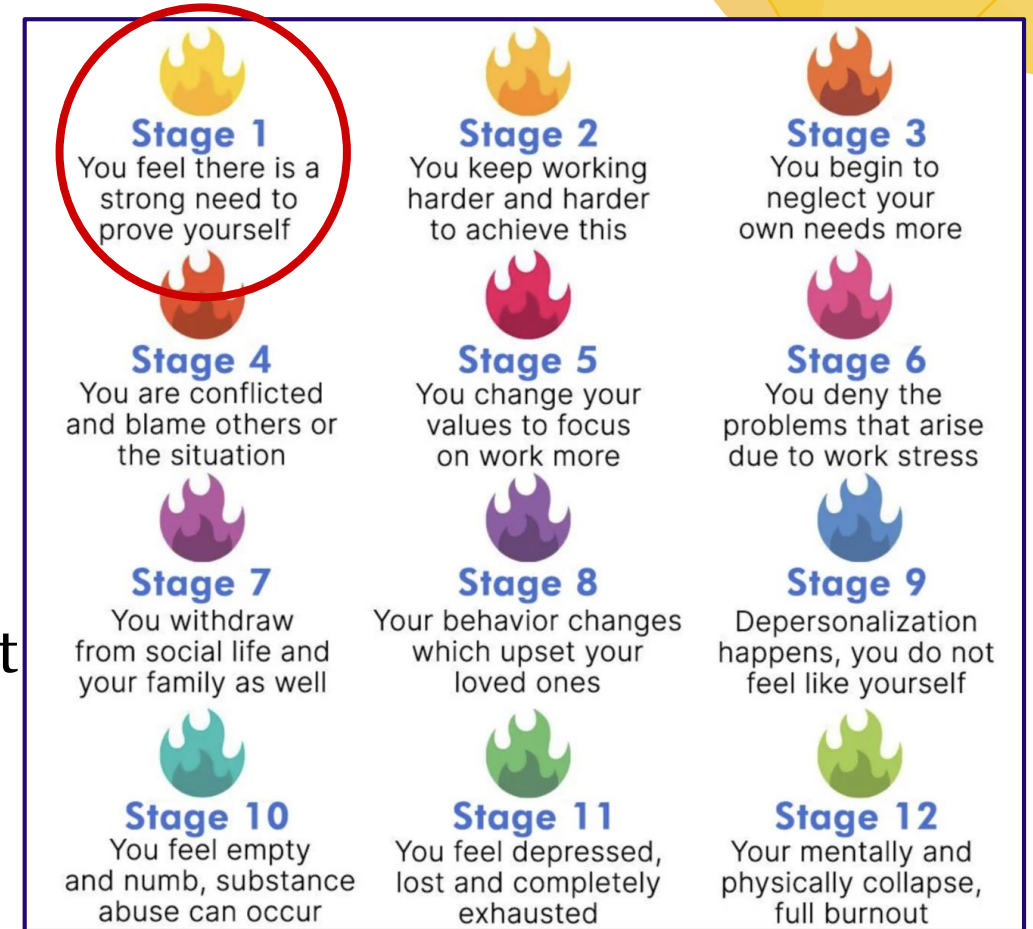 Stage 1
You feel there is a
strong need to
prove yourself
Stage 2
You keep working
harder and harder
to achieve this
Stage 3
You begin to
neglect your
own needs more
Stage 4
You are conflicted
and blame others or
the situation
Stage 5
You change your
values to focus
on work more
Stage 6
You deny the
problems that arise
due to work stress
Stage 7
You withdraw
from social life and
your family as well
Stage 8
Your behavior changes
which upset your
loved ones
Stage 9
Depersonalization
happens, you do not
feel like yourself
t
Stage 10
You feel empty
and numb, substance
abuse can occur
Stage 11
You feel depressed,
lost and completely
exhausted
Stage 12
Your mentally and
physically collapse,
full burnout